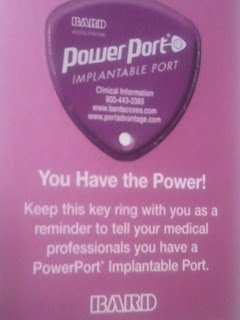 BARD
ACCESS SYSTEMS
PowerPort
IMPLANTABLE PORT
Clinical Information
800-443-3385
www.bardaccess.com
www.portadvantage.com
You Have the Power!
Keep this key ring with you as a
reminder to tell your medical
professionals you have a
PowerPort* Implantable Port.
BARD